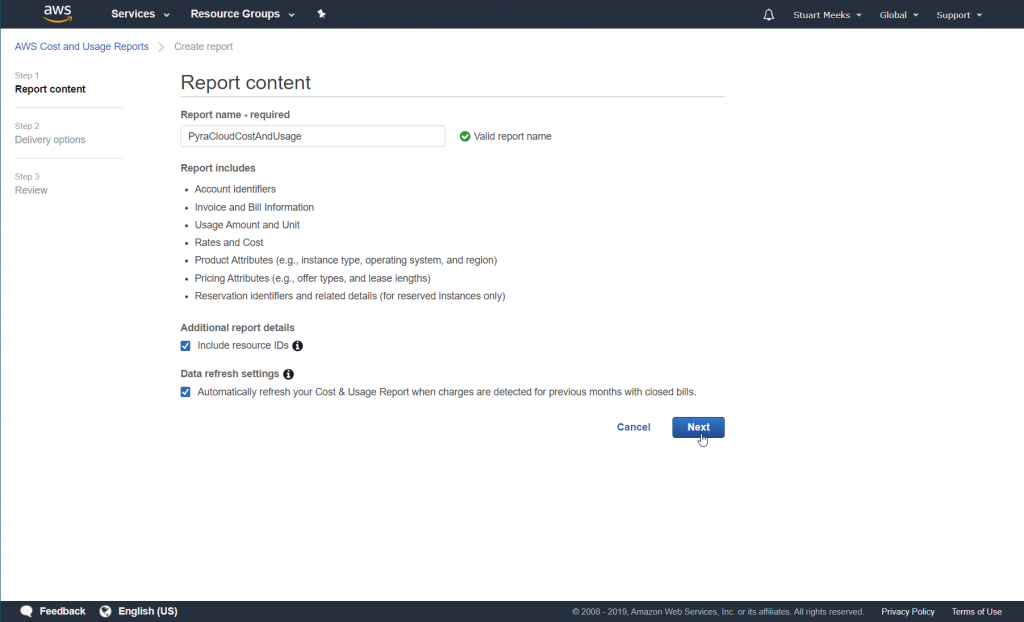 aws Services Resource Groups Stuart Meeks Global Support
AWS Cost and Usage Reports Create report
Step 1
Report content
Step 2
Delivery options
Step 3
Review
Report content
Report name - required
PyraCloudCostAndUsage Valid report name
Report includes
• Account identifiers
• Invoice and Bill Information
• Usage Amount and Unit
• Rates and Cost
• Product Attributes (e.g., instance type, operating system, and region)
• Pricing Attributes (e.g., offer types, and lease lengths)
• Reservation identifiers and related details (for reserved instances only)
Additional report details
Include resource IDs
Data refresh settings
Automatically refresh your Cost & Usage Report when charges are detected for previous months with closed bills.
Cancel Next
Feedback English (US) © 2008 - 2019, Amazon Web Services, Inc. or its affiliates. All rights reserved. Privacy Policy Terms of Use